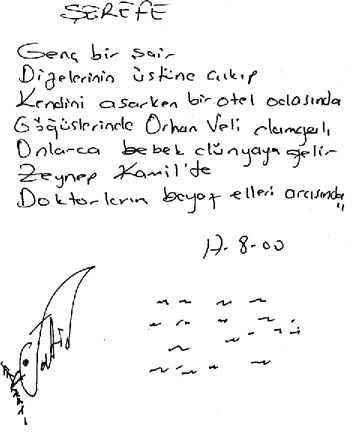 ŞEREFE
Genç bir şair
Dizelerinin üstüne çıkıp
Kendini asarken bir otel odasında
Göğüslerinde Orhan Veli damgalı
Onlarca bebek dünyaya gelir
Zeynep Kamil'de
Doktorların beyaz elleri arasında
17-8-00